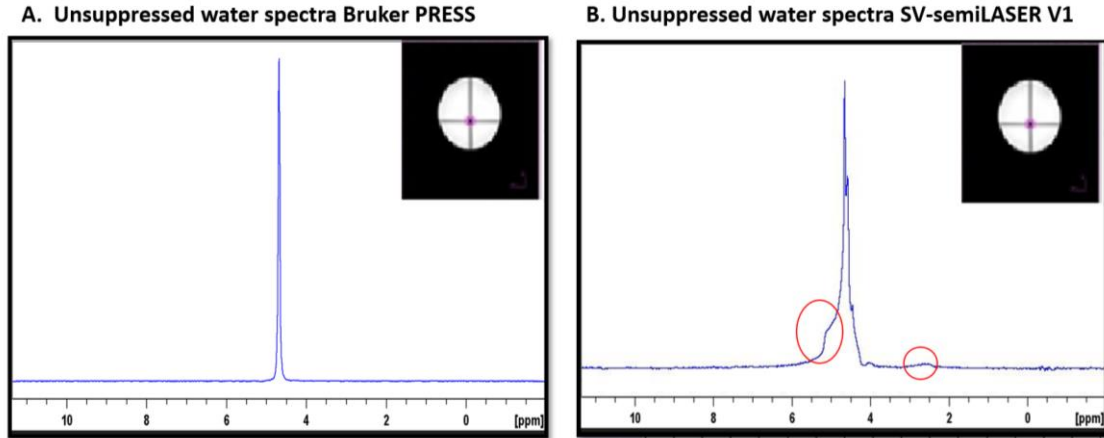 A. Unsuppressed water spectra Bruker PRESS
B. Unsuppressed water spectra SV-semiLASER V1
10 8 6 4 2 0 [ppm]
10 8 6 4 2 0 [ppm]